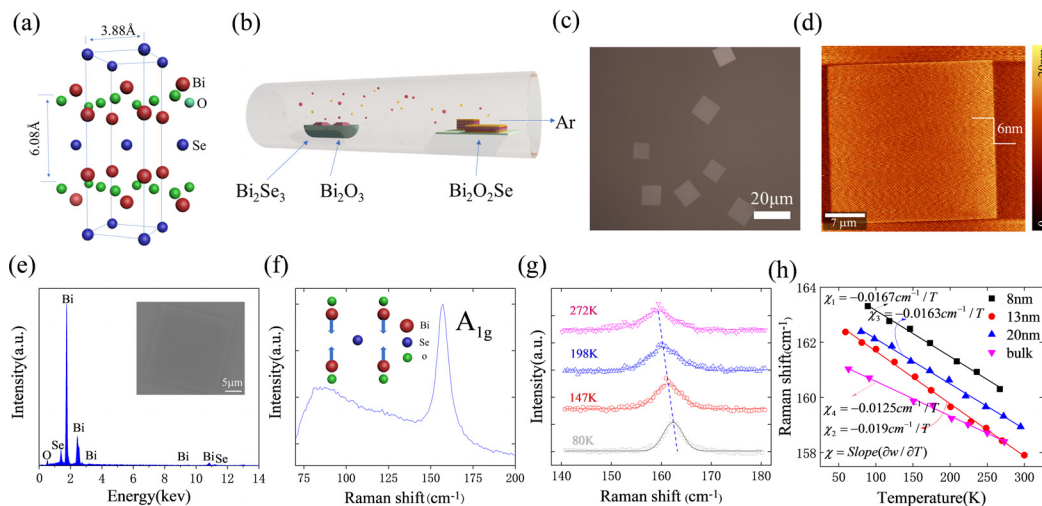 (a)
3.88Å
6.08Å
Bi
O
Se
(b)
Bi₂Se₃
Bi₂O₃
Bi₂O₂Se
Ar
(c)
20μm
(d)
6nm
7 μm
(e)
Intensity(a.u.)
Bi
Bi
Se
O
Bi
Bi
Bi
Se
5μm
0 2 4 6 8 10 12 14
Energy(kev)
(f)
Intensity(a.u.)
A1g
Bi
Se
o
75 100 125 150 175 200
Raman shift(cm⁻¹)
(g)
Intensity(a.u.)
272K
198K
147K
80K
140 150 160 170 180
Raman shift (cm⁻¹)
(h)
Raman shift(cm⁻¹)
164
162
160
158
χ₁ = −0.0167cm⁻¹ / T
χ₃ = −0.0163cm⁻¹ / T
8nm
13nm
20nm
bulk
χ₄ = −0.0125cm⁻¹ / T
χ₂ = −0.019cm⁻¹ / T
χ = Slope(∂w / ∂T)
50 100 150 200 250 300
Temperature(K)